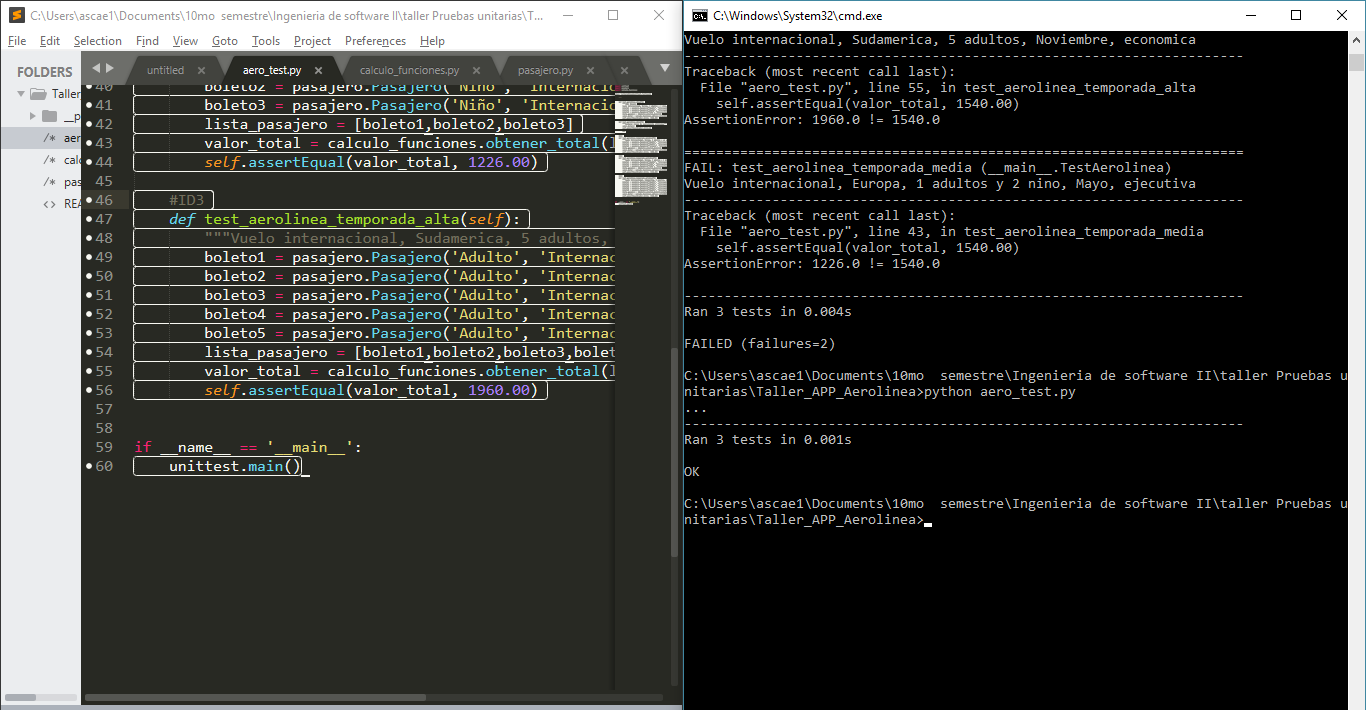 C:\Users\ascae1\Documents\10mo  semestre\Ingenieria de software II\taller Pruebas unitarias\T...
File Edit Selection Find View Goto Tools Project Preferences Help
FOLDERS
Taller
__p
/* aer
/* calc
/* pas
<> REA
untitled
aero_test.py
calculo_funciones.py
pasajero.py
40 boleto2 = pasajero.Pasajero('Niño', 'Internacio
41 boleto3 = pasajero.Pasajero('Niño', 'Internacio
42 lista_pasajero = [boleto1,boleto2,boleto3]
43 valor_total = calculo_funciones.obtener_total(l
44 self.assertEqual(valor_total, 1226.00)
45
46 #ID3
47 def test_aerolinea_temporada_alta(self):
48 """Vuelo internacional, Sudamerica, 5 adultos,
49 boleto1 = pasajero.Pasajero('Adulto', 'Internac
50 boleto2 = pasajero.Pasajero('Adulto', 'Internac
51 boleto3 = pasajero.Pasajero('Adulto', 'Internac
52 boleto4 = pasajero.Pasajero('Adulto', 'Internac
53 boleto5 = pasajero.Pasajero('Adulto', 'Internac
54 lista_pasajero = [boleto1,boleto2,boleto3,bolet
55 valor_total = calculo_funciones.obtener_total(l
56 self.assertEqual(valor_total, 1960.00)
57
58
59 if __name__ == '__main__':
60 unittest.main()
C:\Windows\System32\cmd.exe
Vuelo internacional, Sudamerica, 5 adultos, Noviembre, economica
----------------------------------------------------------------------
Traceback (most recent call last):
File "aero_test.py", line 55, in test_aerolinea_temporada_alta
self.assertEqual(valor_total, 1540.00)
AssertionError: 1960.0 != 1540.0
======================================================================
FAIL: test_aerolinea_temporada_media (__main__.TestAerolinea)
Vuelo internacional, Europa, 1 adultos y 2 nino, Mayo, ejecutiva
----------------------------------------------------------------------
Traceback (most recent call last):
File "aero_test.py", line 43, in test_aerolinea_temporada_media
self.assertEqual(valor_total, 1540.00)
AssertionError: 1226.0 != 1540.0
----------------------------------------------------------------------
Ran 3 tests in 0.004s
FAILED (failures=2)
C:\Users\ascae1\Documents\10mo  semestre\Ingenieria de software II\taller Pruebas u
nitarias\Taller_APP_Aerolinea>python aero_test.py
...
----------------------------------------------------------------------
Ran 3 tests in 0.001s
OK
C:\Users\ascae1\Documents\10mo  semestre\Ingenieria de software II\taller Pruebas u
nitarias\Taller_APP_Aerolinea>